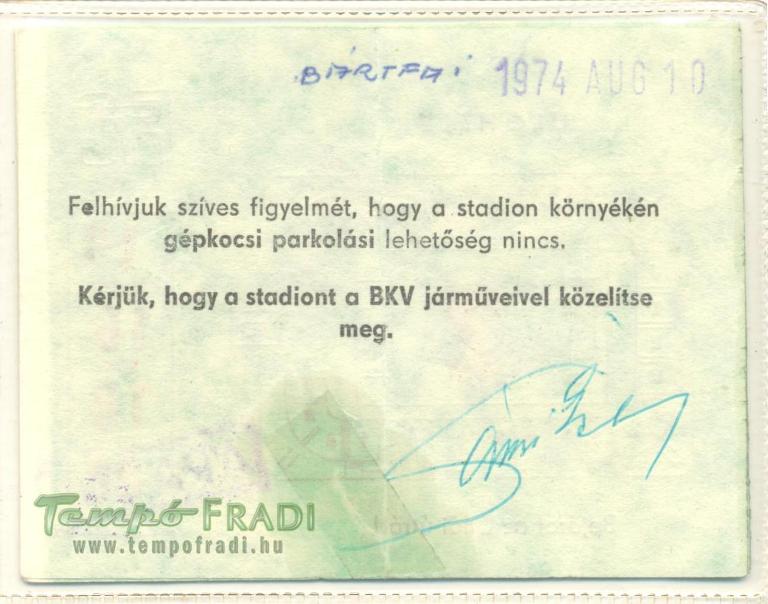 BÁRTFAI 1974 AUG 10
Felhívjuk szíves figyelmét, hogy a stadion környékén
gépkocsi parkolási lehetőség nincs.
Kérjük, hogy a stadiont a BKV járműveivel közelítse
meg.
Tempó FRADI
www.tempofradi.hu